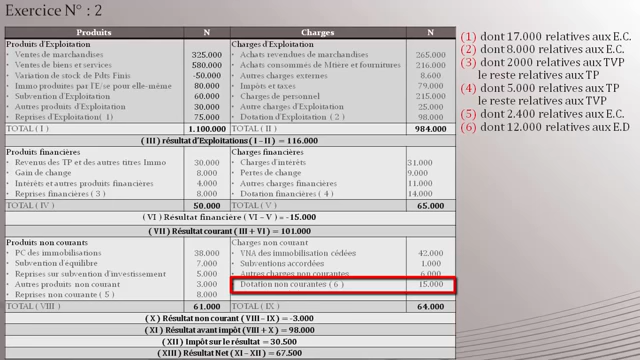 Exercice N° : 2
Produits N Charges N
Produits d'Exploitation Charges d'Exploitation
• Ventes de marchandises 325.000 • Achats revendues de marchandises 265.000
• Ventes de biens et services 580.000 • Achats consommés de Mtière et fournitures 216.000
• Variation de stock de Pdts Finis -50.000 • Autres charges externes 8.600
• Immo produites par l'E/se pour elle-même 80.000 • Impôts et taxes 79.000
• Subvention d'Exploitation 60.000 • Charges de personnel 215.000
• Autres produits d'Exploitation 30.000 • Autre charges d'Exploitation 25.000
• Reprises d'Exploitation( 1 ) 75.000 • Dotation d'Exploitation ( 2 ) 98.000
TOTAL ( I ) 1.100.000 TOTAL ( II ) 984.000
(III) résultat d'Exploitations (I – II) = 116.000
Produits financières Charges financières
• Revenus des TP et des autres titres Immo 30.000 • Charges d'intérêts 31.000
• Gain de change 8.000 • Pertes de change 9.000
• Intérêts et autres produits financiers 4.000 • Autres charges financières 11.000
• Reprises financières ( 3 ) 8.000 • Dotation financières ( 4 ) 14.000
TOTAL ( IV ) 50.000 TOTAL ( V ) 65.000
( VI ) Résultat financière ( VI – V ) = -15.000
(VII) Résultat courant ( III + VI ) = 101.000
Produits non courants Charges non courant
• PC des immobilisations 38.000 • VNA des immobilisation cédées 42.000
• Subvention d'équilibre 7.000 • Subventions accordées 1.000
• Reprises sur subvention d'investissement 5.000 • Autres charges non courantes 6.000
• Autres produits non courant 3.000 • Dotation non courantes ( 6 ) 15.000
• Reprises non courante ( 5 ) 8.000
TOTAL ( VIII ) 61.000 TOTAL ( IX ) 64.000
( X ) Résultat non courant (VIII – IX) = -3.000
(XI) Résultat avant impôt (VIII + X) = 98.000
(XII) Impôt sur le résultat = 30.500
(XIII) Résultat Net (XI – XII) = 67.500
(1) dont 17.000 relatives aux E.C.
(2) dont 8.000 relatives aux E.C.
(3) dont 2000 relatives aux TVP
le reste relatives aux TP
(4) dont 5.000 relatives aux TP
le reste relatives aux TVP
(5) dont 2.400 relatives aux E.C.
(6) dont 12.000 relatives aux E.D